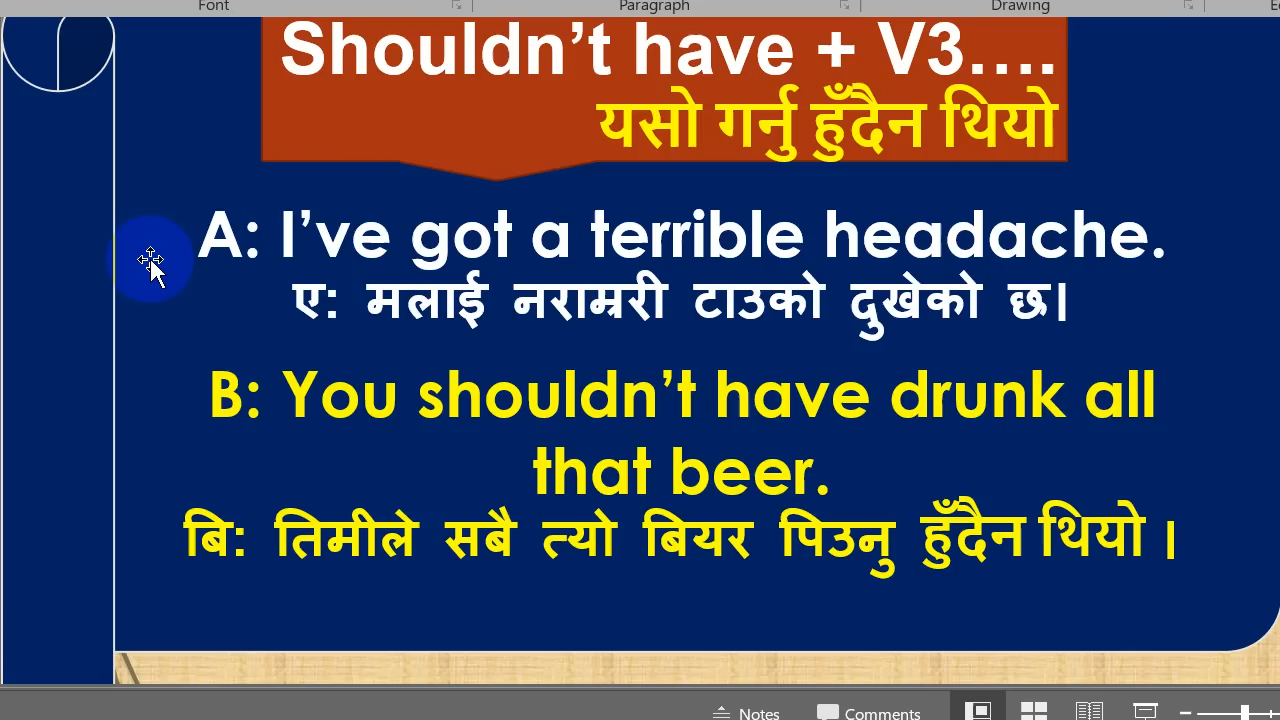 Font Paragraph Drawing
Shouldn’t have + V3....
यसो गर्नु हुँदैन थियो
A: I’ve got a terrible headache.
ए: मलाई नराम्ररी टाउको दुखेको छ।
B: You shouldn’t have drunk all
that beer.
बि: तिमीले सबै त्यो बियर पिउनु हुँदैन थियो ।
Notes Comments